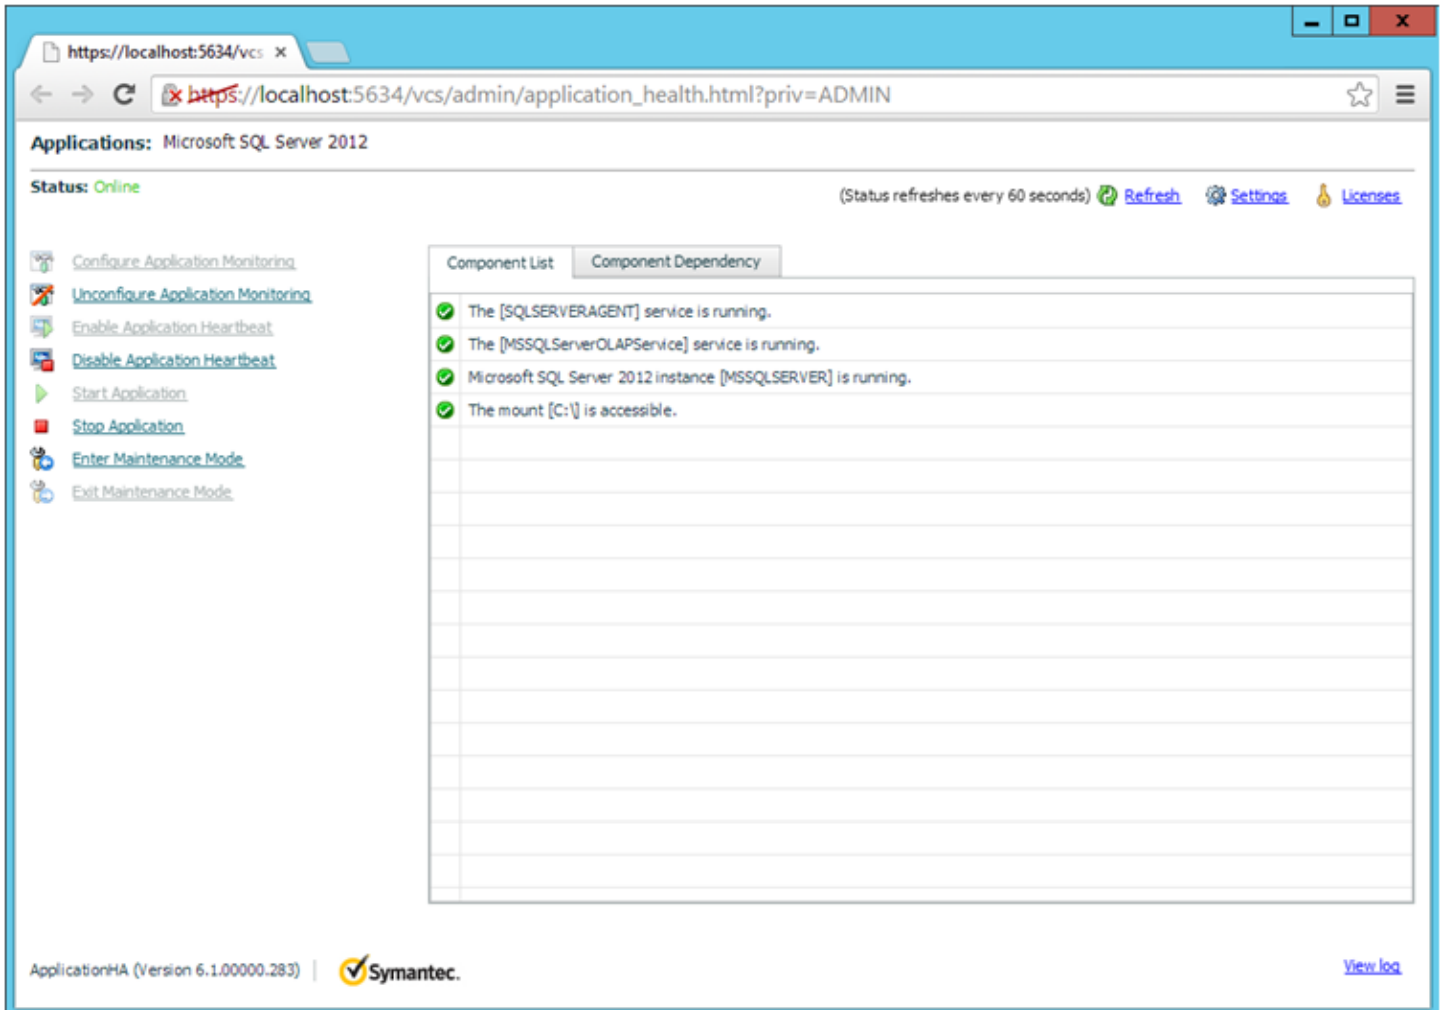 https://localhost:5634/vcs
https://localhost:5634/vcs/admin/application_health.html?priv=ADMIN
Applications: Microsoft SQL Server 2012
Status: Online
(Status refreshes every 60 seconds) Refresh Settings Licenses
Configure Application Monitoring
Unconfigure Application Monitoring
Enable Application Heartbeat
Disable Application Heartbeat
Start Application
Stop Application
Enter Maintenance Mode
Exit Maintenance Mode
Component List Component Dependency
The [SQLSERVERAGENT] service is running.
The [MSSQLServerOLAPService] service is running.
Microsoft SQL Server 2012 instance [MSSQLSERVER] is running.
The mount [C:\] is accessible.
ApplicationHA (Version 6.1.00000.283) Symantec.
View log